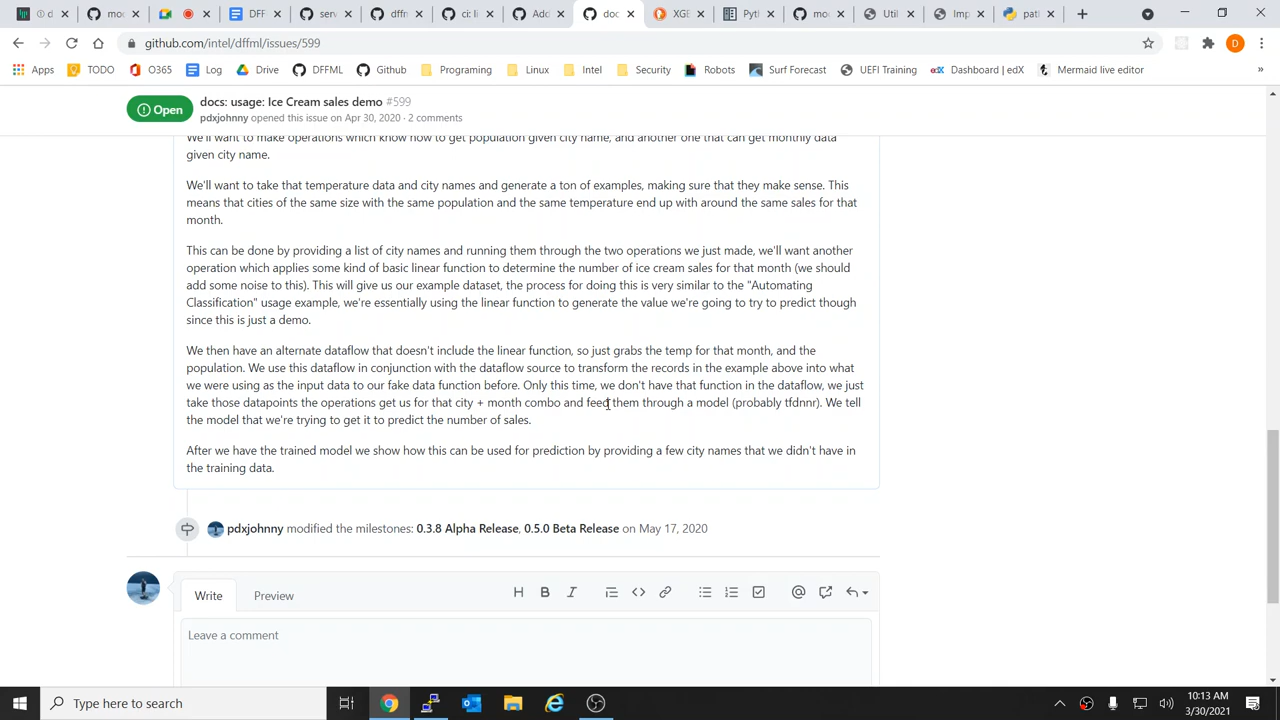 ① d
mod
DFF
serv
dffn
ci: li
Add
doc
XGE
Pyt
mod
Util
Imp
pat
github.com/intel/dffml/issues/599
D
Apps
TODO
O365
Log
Drive
DFFML
Github
Programing
Linux
Intel
Security
Robots
Surf Forecast
UEFI Training
edX Dashboard | edX
Mermaid live editor
»
Open
docs: usage: Ice Cream sales demo #599
pdxjohnny opened this issue on Apr 30, 2020 · 2 comments
We'll want to make operations which know how to get population given city name, and another one that can get monthly data
given city name.
We'll want to take that temperature data and city names and generate a ton of examples, making sure that they make sense. This
means that cities of the same size with the same population and the same temperature end up with around the same sales for that
month.
This can be done by providing a list of city names and running them through the two operations we just made, we'll want another
operation which applies some kind of basic linear function to determine the number of ice cream sales for that month (we should
add some noise to this). This will give us our example dataset, the process for doing this is very similar to the "Automating
Classification" usage example, we're essentially using the linear function to generate the value we're going to try to predict though
since this is just a demo.
We then have an alternate dataflow that doesn't include the linear function, so just grabs the temp for that month, and the
population. We use this dataflow in conjunction with the dataflow source to transform the records in the example above into what
we were using as the input data to our fake data function before. Only this time, we don't have that function in the dataflow, we just
take those datapoints the operations get us for that city + month combo and feed them through a model (probably tfdnnr). We tell
the model that we're trying to get it to predict the number of sales.
After we have the trained model we show how this can be used for prediction by providing a few city names that we didn't have in
the training data.
pdxjohnny modified the milestones: 0.3.8 Alpha Release, 0.5.0 Beta Release on May 17, 2020
Write
Preview
H B I
Leave a comment
Type here to search
10:13 AM
3/30/2021